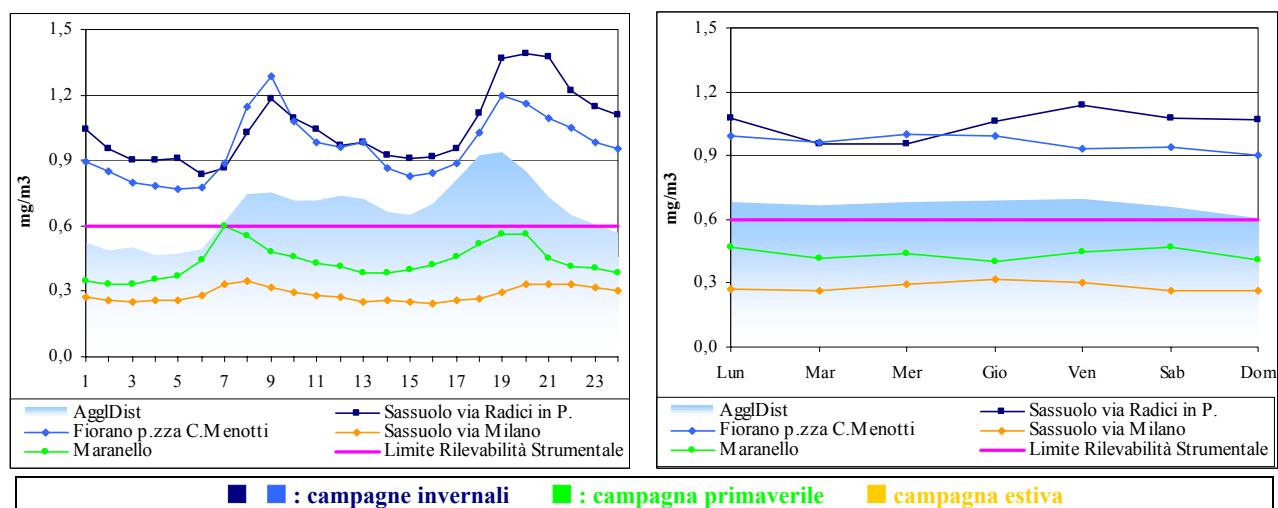 1,5
1,2
0,9
0,6
0,3
0,0
mg/m3
1 3 5 7 9 11 13 15 17 19 21 23
AgglDist
Sassuolo via Radici in P.
Fiorano p.zza C.Menotti
Sassuolo via Milano
Maranello
Limite Rilevabilità Strumentale
1,5
1,2
0,9
0,6
0,3
0,0
mg/m3
Lun Mar Mer Gio Ven Sab Dom
AgglDist
Sassuolo via Radici in P.
Fiorano p.zza C.Menotti
Sassuolo via Milano
Maranello
Limite Rilevabilità Strumentale
: campagne invernali : campagna primaverile campagna estiva